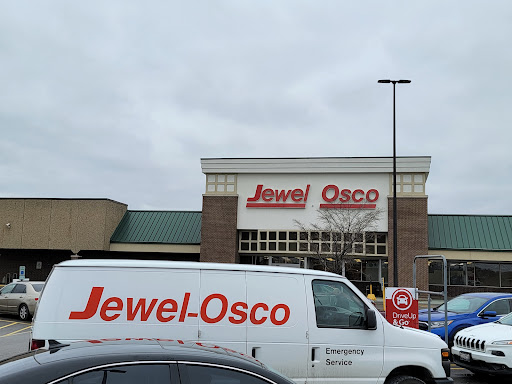 Jewel Osco
Jewel-Osco
DriveUp
& Go
Emergency
Service